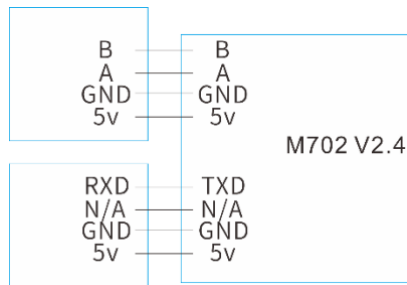 B B
A A
GND GND
5v 5v
M702 V2.4
RXD TXD
N/A N/A
GND GND
5v 5v